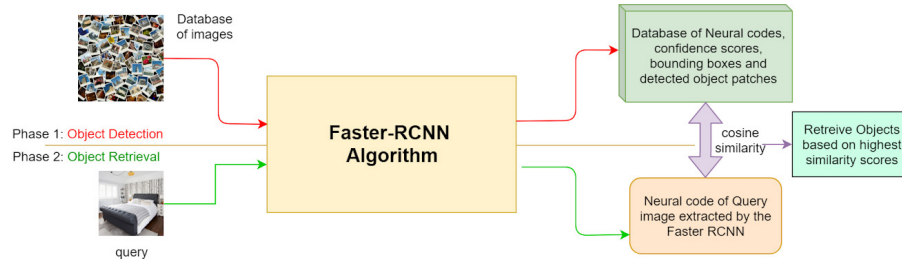 Database
of images
Phase 1: Object Detection
Phase 2: Object Retrieval
query
Faster-RCNN
Algorithm
Database of Neural codes,
confidence scores,
bounding boxes and
detected object patches
cosine
similarity
Retreive Objects
based on highest
similarity scores
Neural code of Query
image extracted by the
Faster RCNN